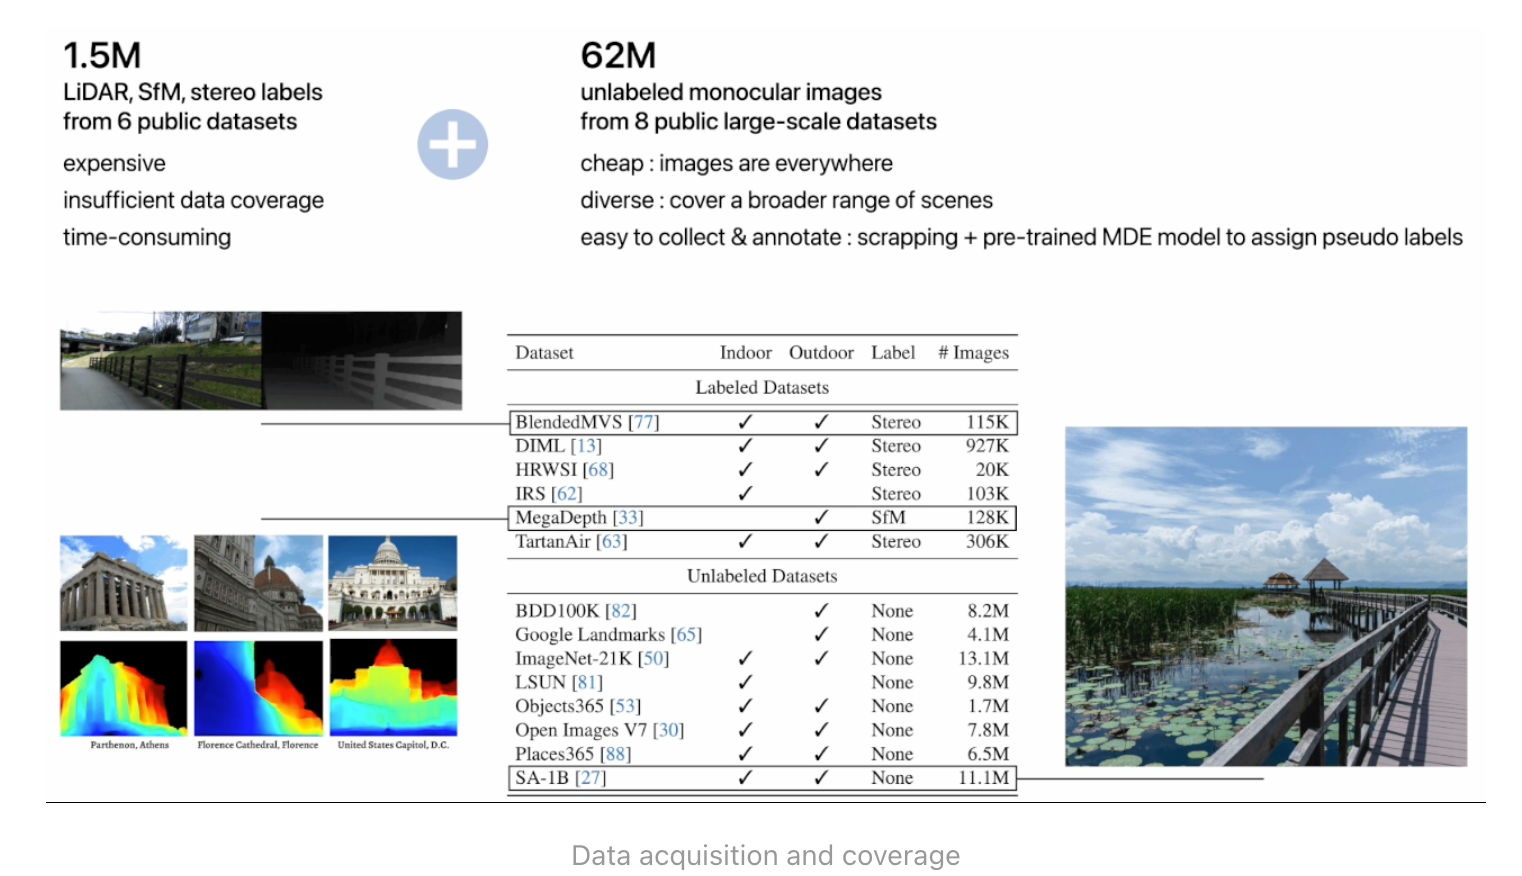 1.5M
LiDAR, SfM, stereo labels
from 6 public datasets
expensive
insufficient data coverage
time-consuming
62M
unlabeled monocular images
from 8 public large-scale datasets
cheap : images are everywhere
diverse : cover a broader range of scenes
easy to collect & annotate : scrapping + pre-trained MDE model to assign pseudo labels
Dataset Indoor Outdoor Label # Images
Labeled Datasets
BlendedMVS [77] ✓ ✓ Stereo 115K
DIML [13] ✓ ✓ Stereo 927K
HRWSI [68] ✓ ✓ Stereo 20K
IRS [62] ✓ Stereo 103K
MegaDepth [33] ✓ SfM 128K
TartanAir [63] ✓ ✓ Stereo 306K
Unlabeled Datasets
BDD100K [82] ✓ None 8.2M
Google Landmarks [65] ✓ None 4.1M
ImageNet-21K [50] ✓ ✓ None 13.1M
LSUN [81] ✓ None 9.8M
Objects365 [53] ✓ ✓ None 1.7M
Open Images V7 [30] ✓ ✓ None 7.8M
Places365 [88] ✓ ✓ None 6.5M
SA-1B [27] ✓ ✓ None 11.1M
Parthenon, Athens
Florence Cathedral, Florence
United States Capitol, D.C.
Data acquisition and coverage